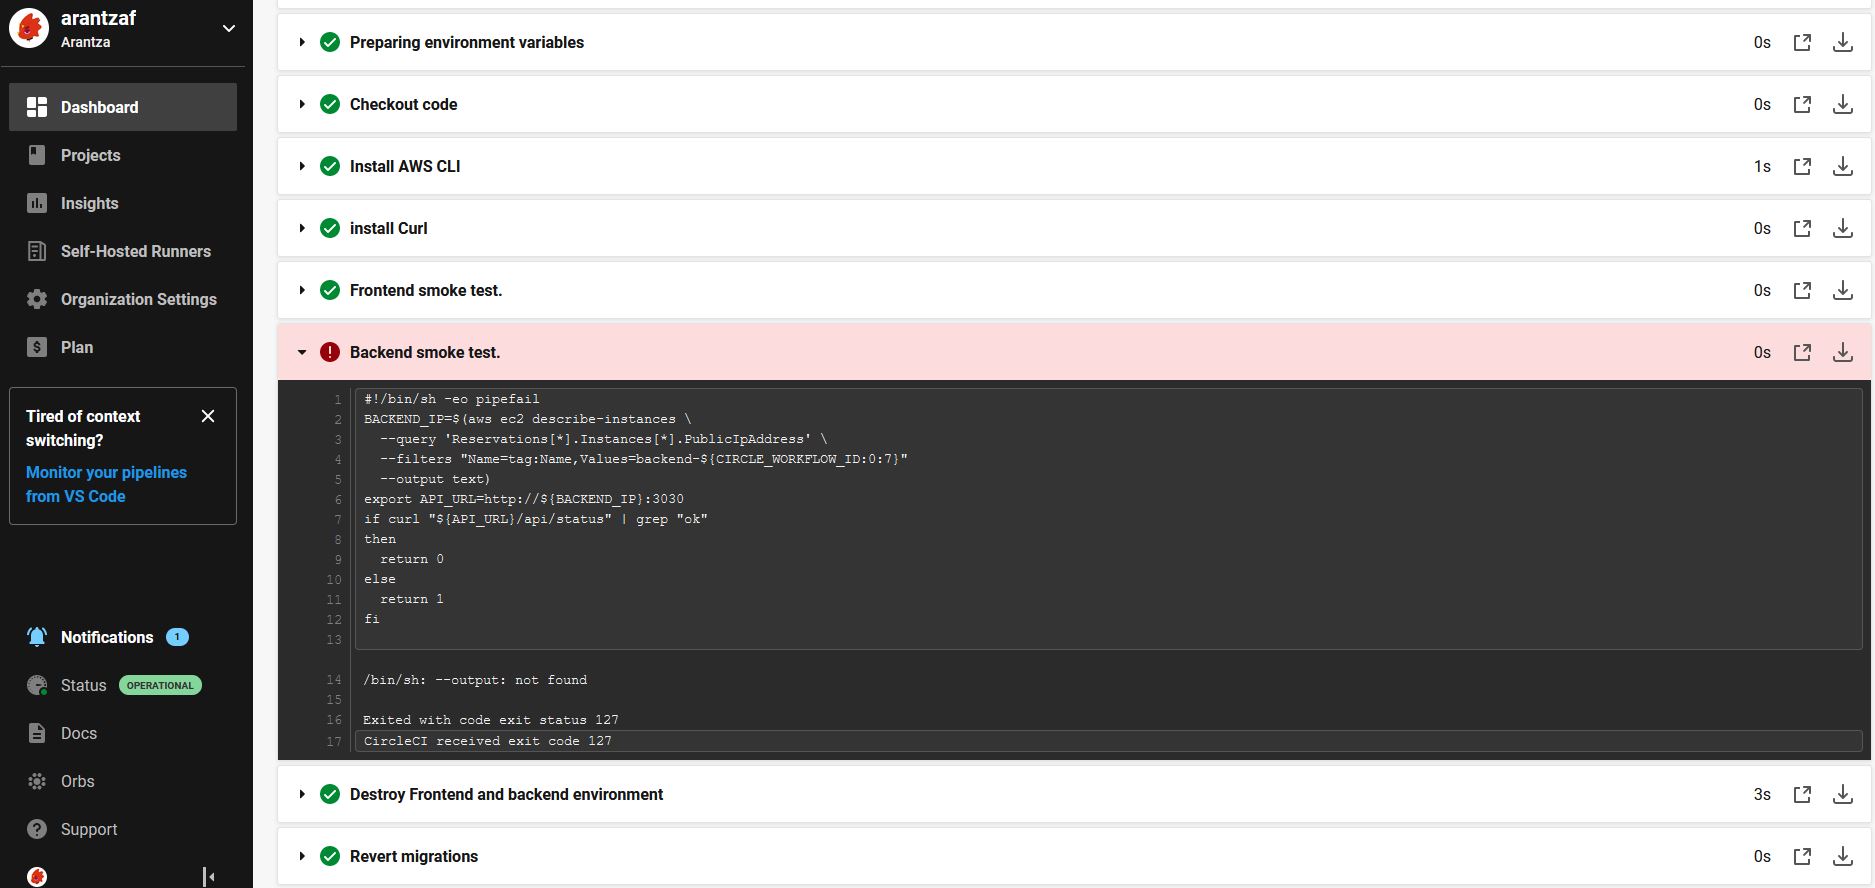 arantzaf
Arantza
Dashboard
Projects
Insights
Self-Hosted Runners
Organization Settings
Plan
Tired of context
switching?
Monitor your pipelines
from VS Code
Notifications 1
Status OPERATIONAL
Docs
Orbs
Support
Preparing environment variables 0s
Checkout code 0s
Install AWS CLI 1s
install Curl 0s
Frontend smoke test. 0s
Backend smoke test. 0s
1 #!/bin/sh -eo pipefail
2 BACKEND_IP=$(aws ec2 describe-instances \
3   --query 'Reservations[*].Instances[*].PublicIpAddress' \
4   --filters "Name=tag:Name,Values=backend-${CIRCLE_WORKFLOW_ID:0:7}"
5   --output text)
6 export API_URL=http://${BACKEND_IP}:3030
7 if curl "${API_URL}/api/status" | grep "ok"
8 then
9   return 0
10 else
11   return 1
12 fi
13
14 /bin/sh: --output: not found
15
16 Exited with code exit status 127
17 CircleCI received exit code 127
Destroy Frontend and backend environment 3s
Revert migrations 0s